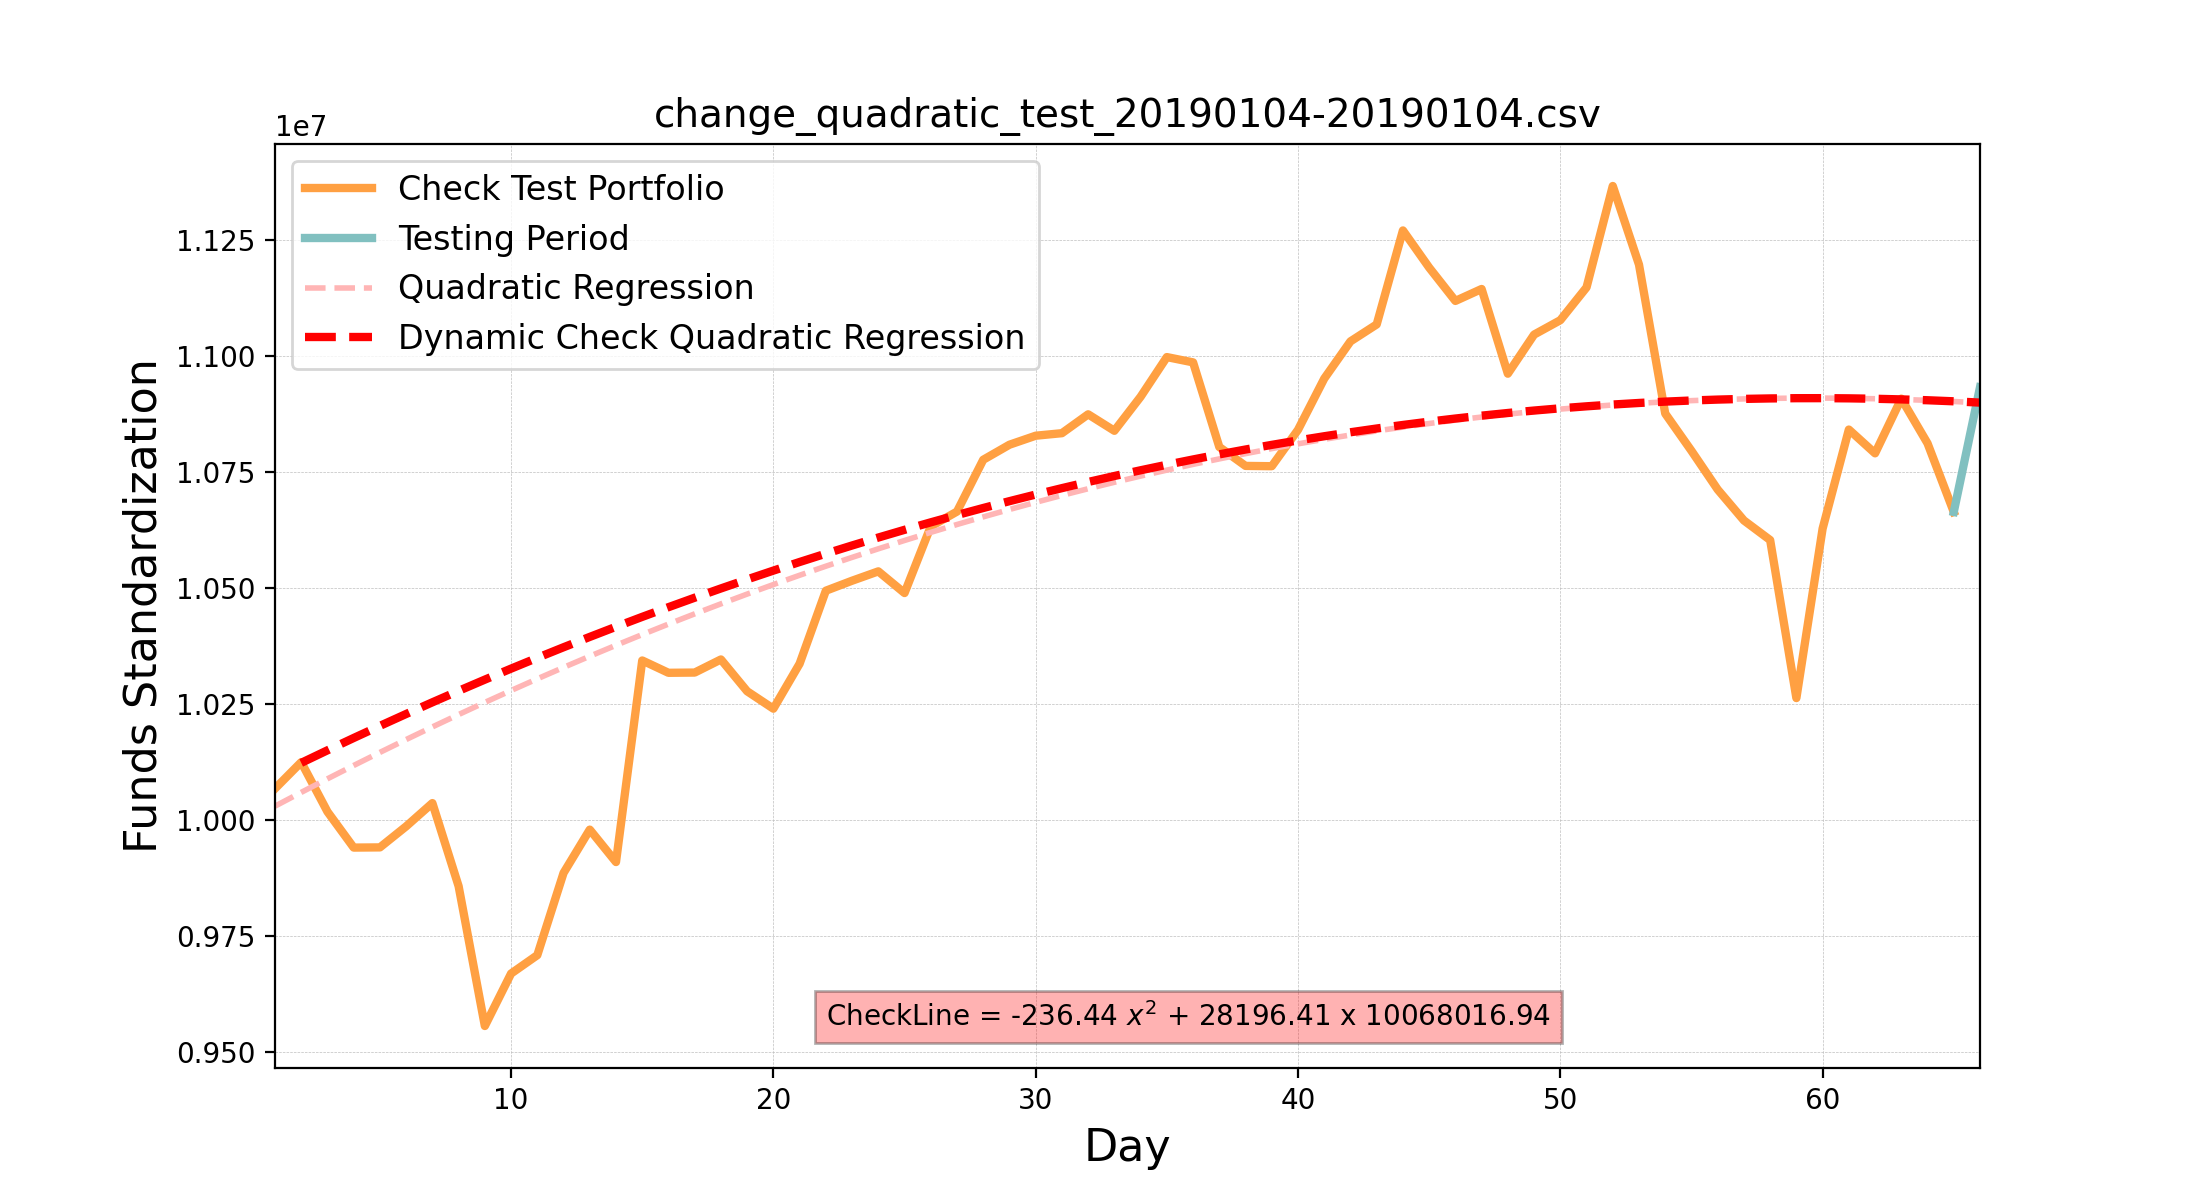 change_quadratic_test_20190104-20190104.csv
1e7
Check Test Portfolio
Testing Period
Quadratic Regression
Dynamic Check Quadratic Regression
1.125
1.100
1.075
1.050
1.025
1.000
0.975
0.950
Funds Standardization
CheckLine = -236.44 x² + 28196.41 x 10068016.94
10 20 30 40 50 60
Day